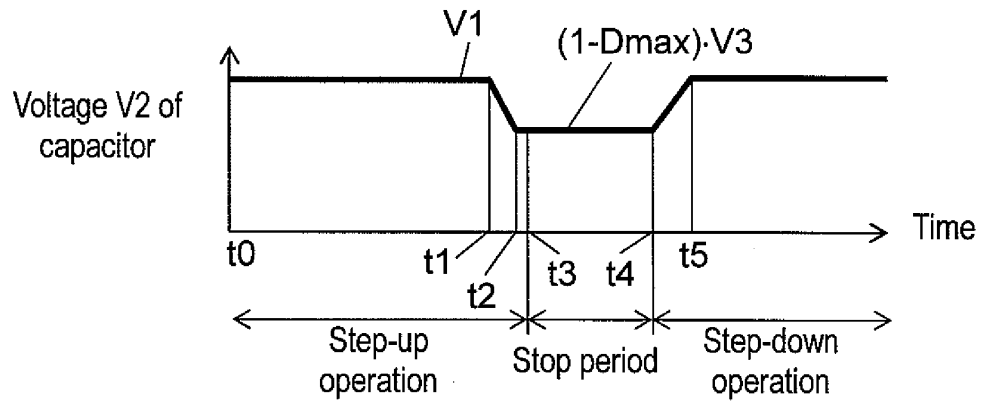 V1
(1-Dmax)·V3
Voltage V2 of
capacitor
Time
t0
t1
t2
t3
t4
t5
Step-up
operation
Stop period
Step-down
operation